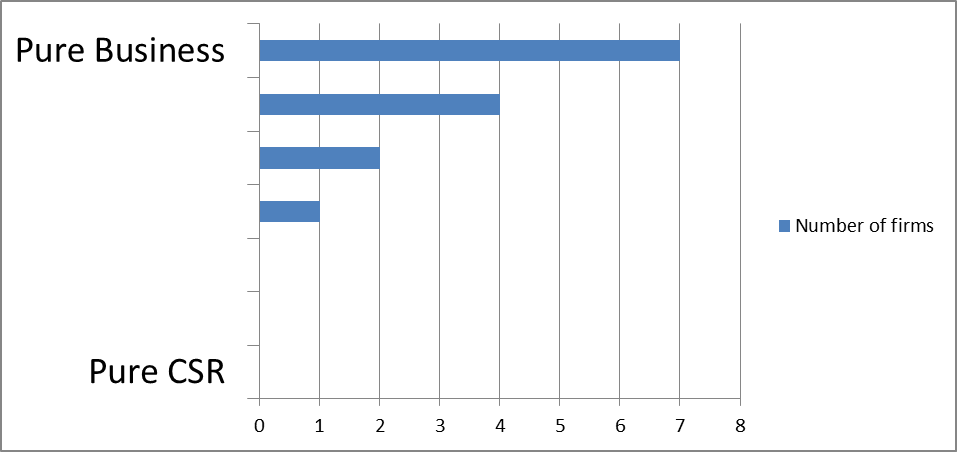 Pure Business
Number of firms
Pure CSR
0 1 2 3 4 5 6 7 8